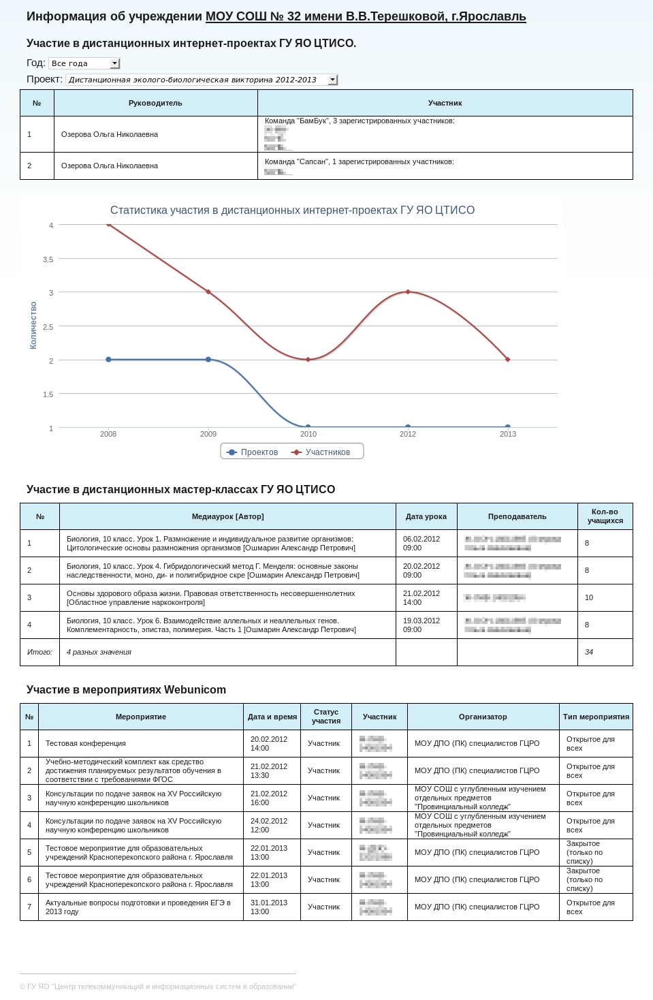 Информация об учреждении МОУ СОШ № 32 имени В.В.Терешковой, г.Ярославль
Участие в дистанционных интернет-проектах ГУ ЯО ЦТИСО.
Год: Все года
Проект: Дистанционная эколого-биологическая викторина 2012-2013
№ Руководитель Участник
1 Озерова Ольга Николаевна Команда "БамБук", 3 зарегистрированных участников:
2 Озерова Ольга Николаевна Команда "Сапсан", 1 зарегистрированных участников:
Статистика участия в дистанционных интернет-проектах ГУ ЯО ЦТИСО
Количество
4
3.5
3
2.5
2
1.5
1
2008 2009 2010 2012 2013
Проектов Участников
Участие в дистанционных мастер-классах ГУ ЯО ЦТИСО
№ Медиаурок [Автор] Дата урока Преподаватель Кол-во
учащихся
1 Биология, 10 класс. Урок 1. Размножение и индивидуальное развитие организмов: 06.02.2012 8
Цитологические основы размножения организмов [Ошмарин Александр Петрович] 09:00
2 Биология, 10 класс. Урок 4. Гибридологический метод Г. Менделя: основные законы 20.02.2012 8
наследственности, моно, ди- и полигибридное скре [Ошмарин Александр Петрович] 09:00
3 Основы здорового образа жизни. Правовая ответственность несовершеннолетних 21.02.2012 10
[Областное управление наркоконтроля] 14:00
4 Биология, 10 класс. Урок 6. Взаимодействие аллельных и неаллельных генов. 19.03.2012 8
Комплементарность, эпистаз, полимерия. Часть 1 [Ошмарин Александр Петрович] 09:00
Итого: 4 разных значения 34
Участие в мероприятиях Webunicom
№ Мероприятие Дата и время Статус
участия Участник Организатор Тип мероприятия
1 Тестовая конференция 20.02.2012
14:00 Участник МОУ ДПО (ПК) специалистов ГЦРО Открытое для
всех
2 Учебно-методический комплект как средство
достижения планируемых результатов обучения в
соответствии с требованиями ФГОС 21.02.2012
13:30 Участник МОУ ДПО (ПК) специалистов ГЦРО Открытое для
всех
3 Консультации по подаче заявок на XV Российскую
научную конференцию школьников 21.02.2012
16:00 Участник МОУ СОШ с углубленным изучением
отдельных предметов
"Провинциальный колледж" Открытое для
всех
4 Консультации по подаче заявок на XV Российскую
научную конференцию школьников 24.02.2012
12:00 Участник МОУ СОШ с углубленным изучением
отдельных предметов
"Провинциальный колледж" Открытое для
всех
5 Тестовое мероприятие для образовательных
учреждений Красноперекопского района г. Ярославля 22.01.2013
13:00 Участник МОУ ДПО (ПК) специалистов ГЦРО Закрытое
(только по
списку)
6 Тестовое мероприятие для образовательных
учреждений Красноперекопского района г. Ярославля 22.01.2013
13:00 Участник МОУ ДПО (ПК) специалистов ГЦРО Закрытое
(только по
списку)
7 Актуальные вопросы подготовки и проведения ЕГЭ в
2013 году 31.01.2013
13:00 Участник МОУ ДПО (ПК) специалистов ГЦРО Открытое для
всех
© ГУ ЯО "Центр телекоммуникаций и информационных систем в образовании"